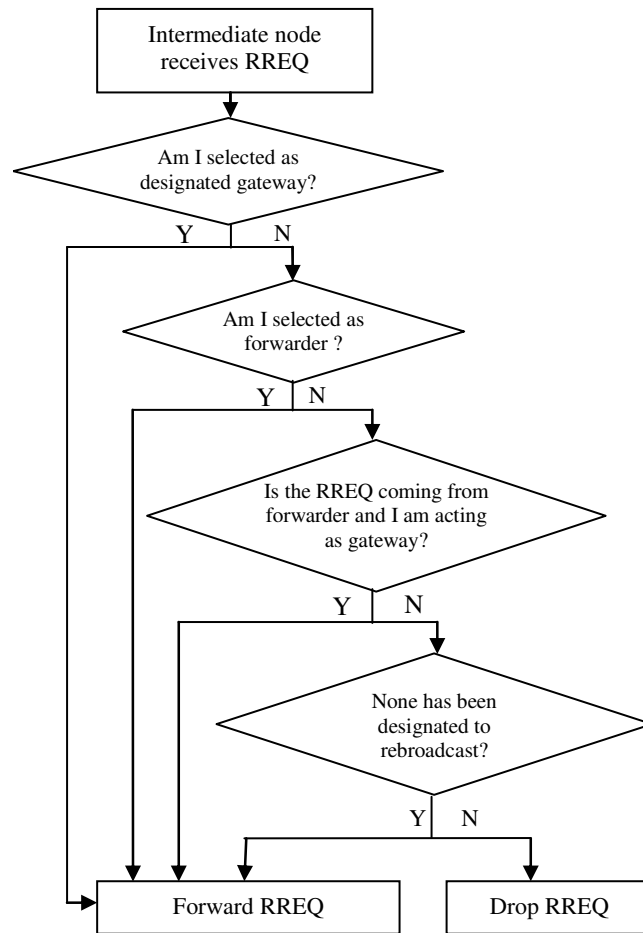 Intermediate node
receives RREQ
Am I selected as
designated gateway?
Y
N
Am I selected as
forwarder ?
Y
N
Is the RREQ coming from
forwarder and I am acting
as gateway?
Y
N
None has been
designated to
rebroadcast?
Y
N
Forward RREQ
Drop RREQ